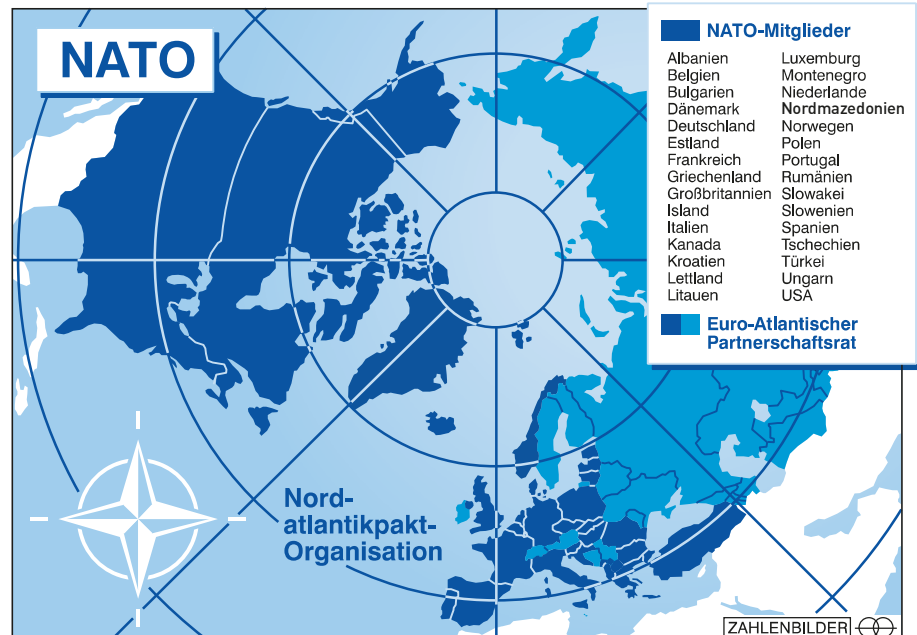 NATO
NATO-Mitglieder
Albanien
Belgien
Bulgarien
Dänemark
Deutschland
Estland
Frankreich
Griechenland
Großbritannien
Island
Italien
Kanada
Kroatien
Lettland
Litauen
Luxemburg
Montenegro
Niederlande
Nordmazedonien
Norwegen
Polen
Portugal
Rumänien
Slowakei
Slowenien
Spanien
Tschechien
Türkei
Ungarn
USA
Euro-Atlantischer
Partnerschaftsrat
Nord-
atlantikpakt-
Organisation
ZAHLENBILDER